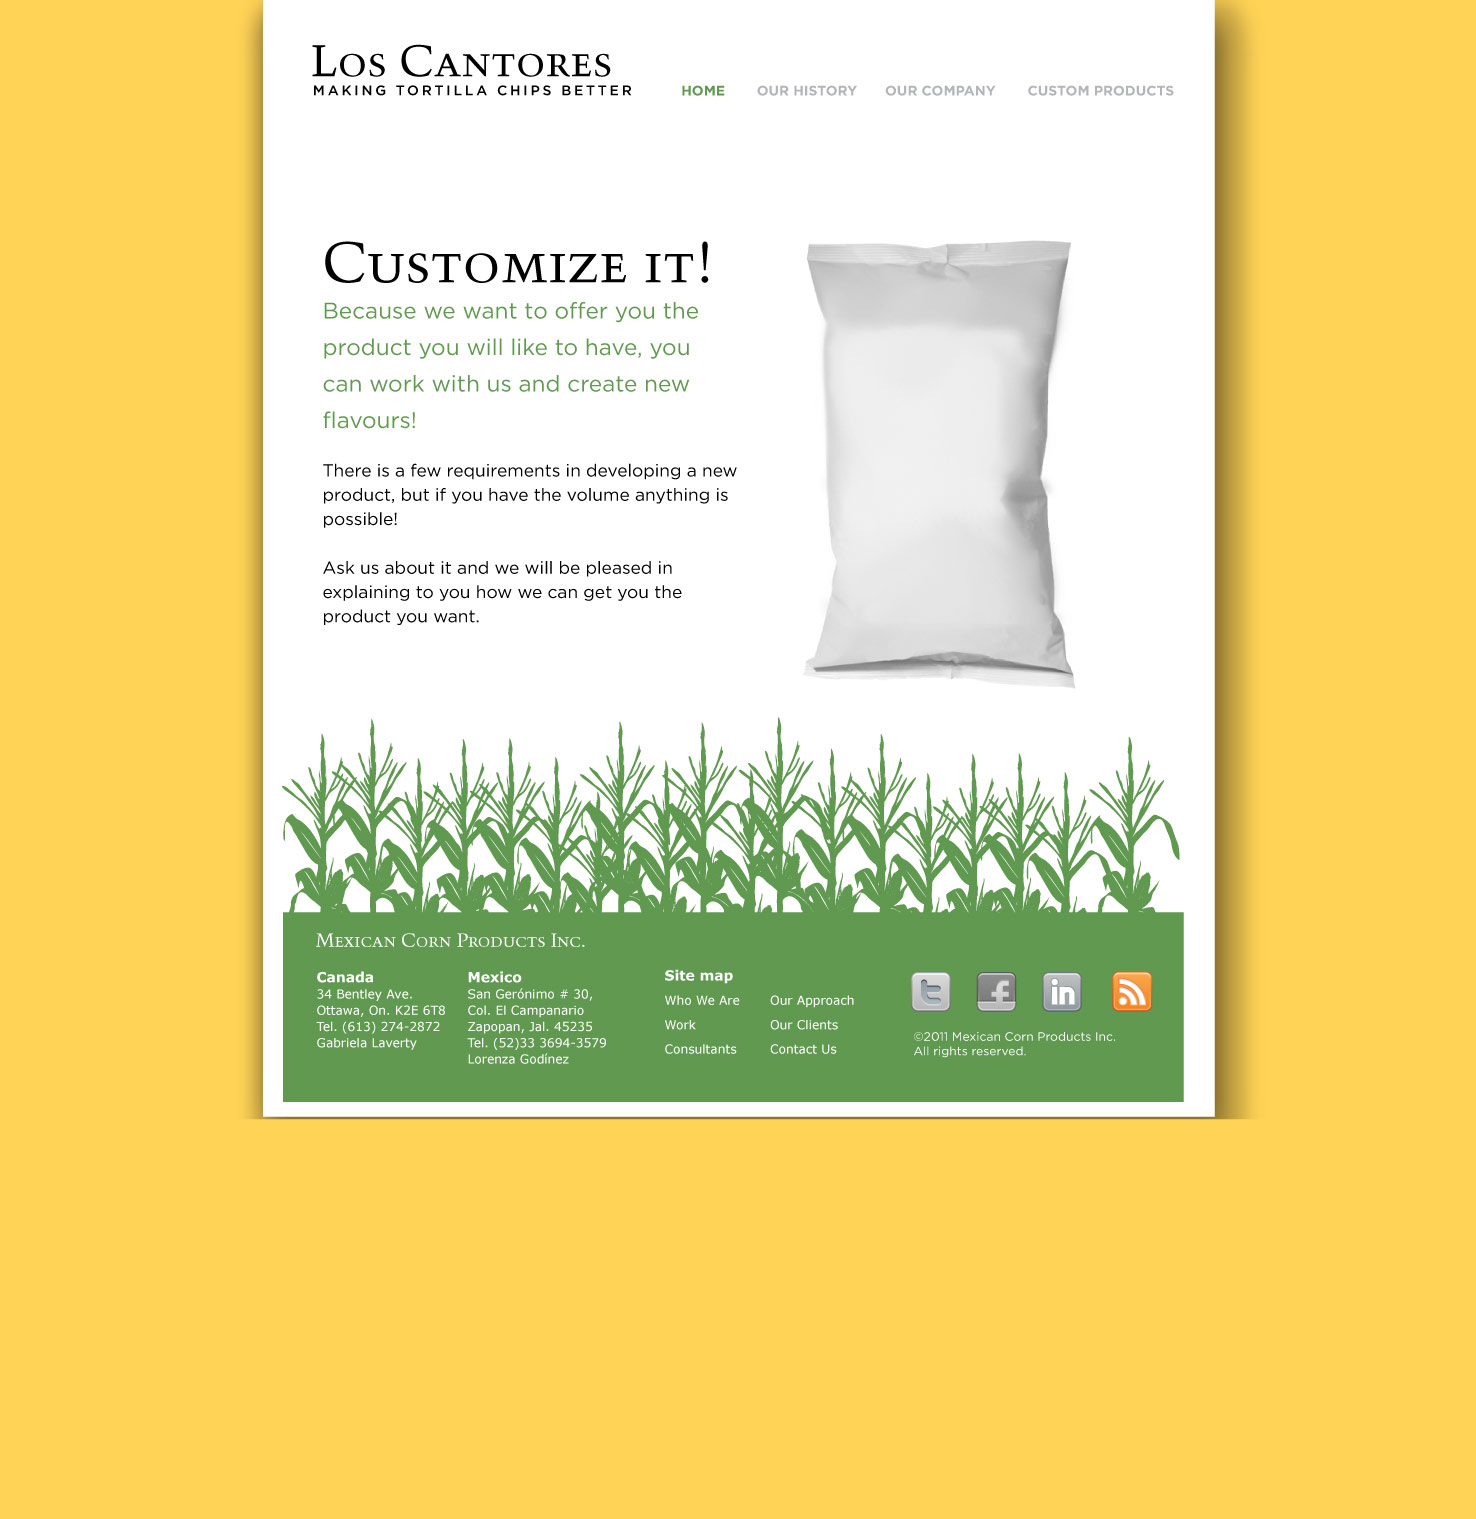 Los Cantores
MAKING TORTILLA CHIPS BETTER
HOME OUR HISTORY OUR COMPANY CUSTOM PRODUCTS
Customize it!
Because we want to offer you the
product you will like to have, you
can work with us and create new
flavours!
There is a few requirements in developing a new
product, but if you have the volume anything is
possible!
Ask us about it and we will be pleased in
explaining to you how we can get you the
product you want.
Mexican Corn Products Inc.
Canada
34 Bentley Ave.
Ottawa, On. K2E 6T8
Tel. (613) 274-2872
Gabriela Laverty
Mexico
San Gerónimo # 30,
Col. El Campanario
Zapopan, Jal. 45235
Tel. (52)33 3694-3579
Lorenza Godínez
Site map
Who We Are
Work
Consultants
Our Approach
Our Clients
Contact Us
t f in
©2011 Mexican Corn Products Inc.
All rights reserved.